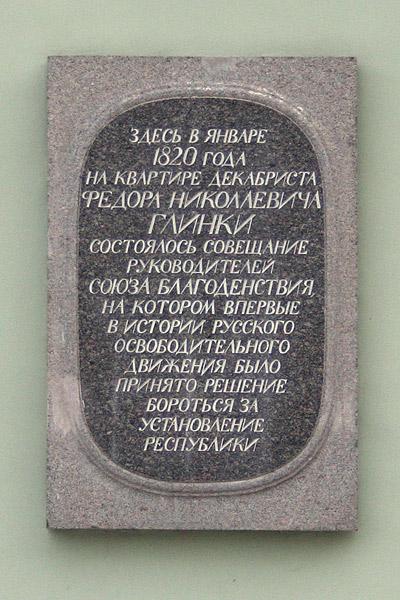 ЗДЕСЬ В ЯНВАРЕ
1820 ГОДА
НА КВАРТИРЕ ДЕКАБРИСТА
ФЕДОРА НИКОЛАЕВИЧА
ГЛИНКИ
СОСТОЯЛОСЬ СОВЕЩАНИЕ
РУКОВОДИТЕЛЕЙ
СОЮЗА БЛАГОДЕНСТВИЯ,
НА КОТОРОМ ВПЕРВЫЕ
В ИСТОРИИ РУССКОГО
ОСВОБОДИТЕЛЬНОГО
ДВИЖЕНИЯ БЫЛО
ПРИНЯТО РЕШЕНИЕ
БОРОТЬСЯ ЗА
УСТАНОВЛЕНИЕ
РЕСПУБЛИКИ